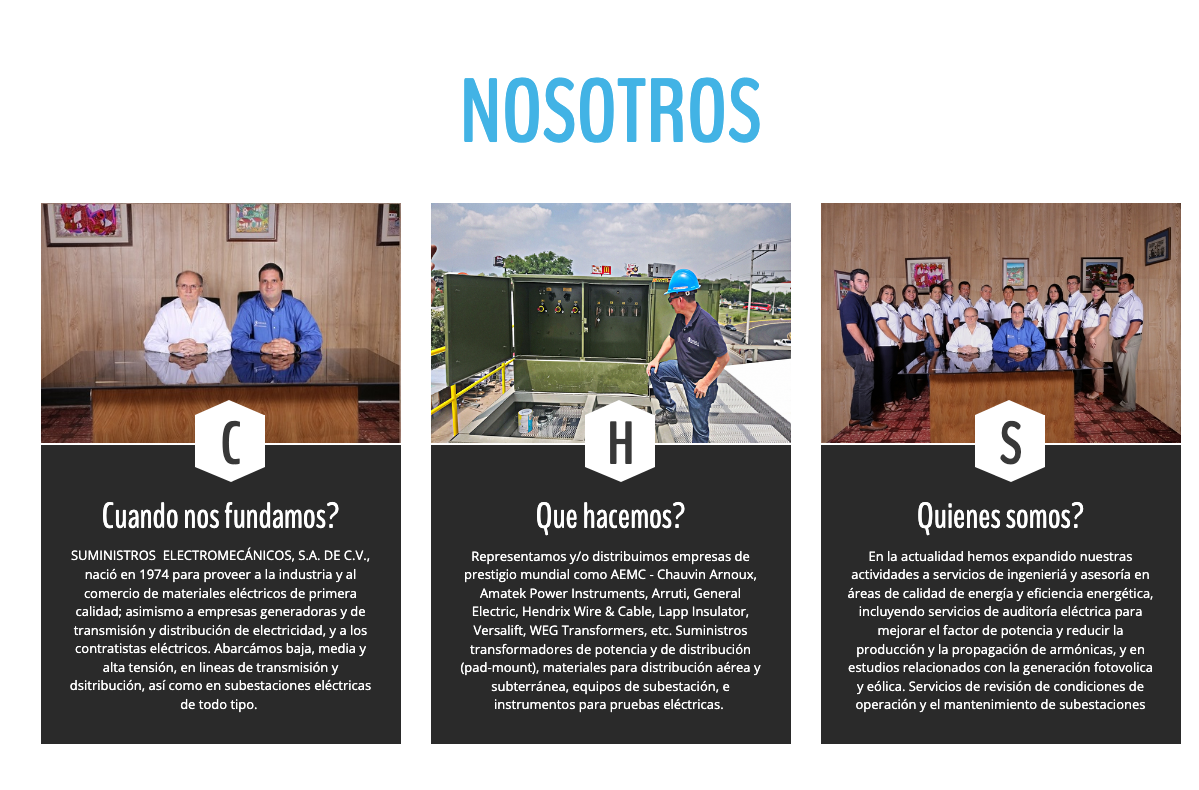 NOSOTROS
C
Cuando nos fundamos?
SUMINISTROS ELECTROMECÁNICOS, S.A. DE C.V.,
nació en 1974 para proveer a la industria y al
comercio de materiales eléctricos de primera
calidad; asimismo a empresas generadoras y de
transmisión y distribución de electricidad, y a los
contratistas eléctricos. Abarcámos baja, media y
alta tensión, en lineas de transmisión y
dsitribución, así como en subestaciones eléctricas
de todo tipo.
H
Que hacemos?
Representamos y/o distribuimos empresas de
prestigio mundial como AEMC - Chauvin Arnoux,
Amatek Power Instruments, Arruti, General
Electric, Hendrix Wire & Cable, Lapp Insulator,
Versalift, WEG Transformers, etc. Suministros
transformadores de potencia y de distribución
(pad-mount), materiales para distribución aérea y
subterránea, equipos de subestación, e
instrumentos para pruebas eléctricas.
S
Quienes somos?
En la actualidad hemos expandido nuestras
actividades a servicios de ingenieriá y asesoría en
áreas de calidad de energía y eficiencia energética,
incluyendo servicios de auditoría eléctrica para
mejorar el factor de potencia y reducir la
producción y la propagación de armónicas, y en
estudios relacionados con la generación fotovolica
y eólica. Servicios de revisión de condiciones de
operación y el mantenimiento de subestaciones